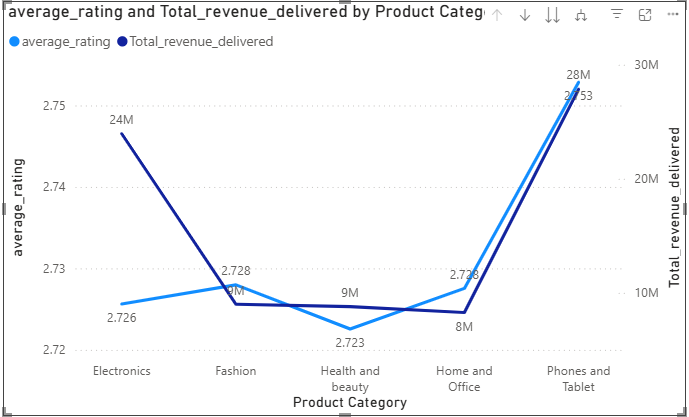 average_rating and Total_revenue_delivered by Product Categ
average_rating Total_revenue_delivered
30M
28M
2.753
2.75
24M
2.74
20M
2.73
2.728
2.728
9M
9M
10M
2.726
8M
2.723
2.72
average_rating
Total_revenue_delivered
Electronics Fashion Health and beauty Home and Office Phones and Tablet
Product Category